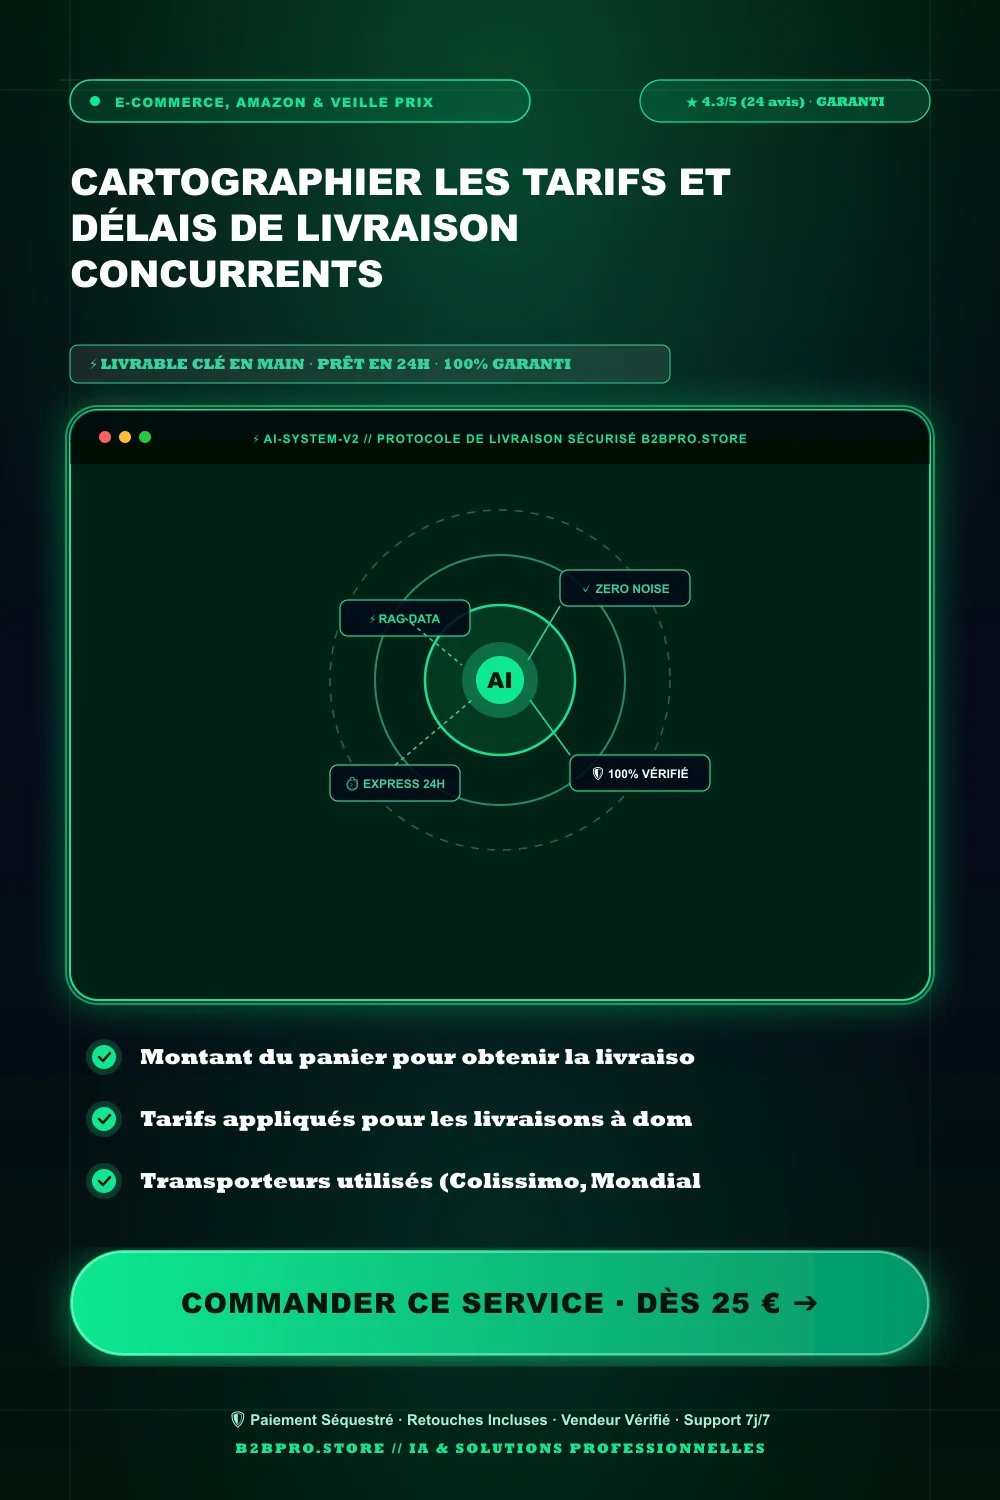 E-COMMERCE, AMAZON & VEILLE PRIX
★ 4.3/5 (24 avis) · GARANTI
CARTOGRAPHIER LES TARIFS ET
DÉLAIS DE LIVRAISON
CONCURRENTS
⚡ LIVRABLE CLÉ EN MAIN · PRÊT EN 24H · 100% GARANTI
⚡ AI-SYSTEM-V2 // PROTOCOLE DE LIVRAISON SÉCURISÉ B2BPRO.STORE
✓ ZERO NOISE
⚡ RAG DATA
AI
⏱ EXPRESS 24H
🛡 100% VÉRIFIÉ
Montant du panier pour obtenir la livraiso
Tarifs appliqués pour les livraisons à dom
Transporteurs utilisés (Colissimo, Mondial
COMMANDER CE SERVICE · DÈS 25 € ➔
🛡 Paiement Séquestré · Retouches Incluses · Vendeur Vérifié · Support 7j/7
B2BPRO.STORE // IA & SOLUTIONS PROFESSIONNELLES